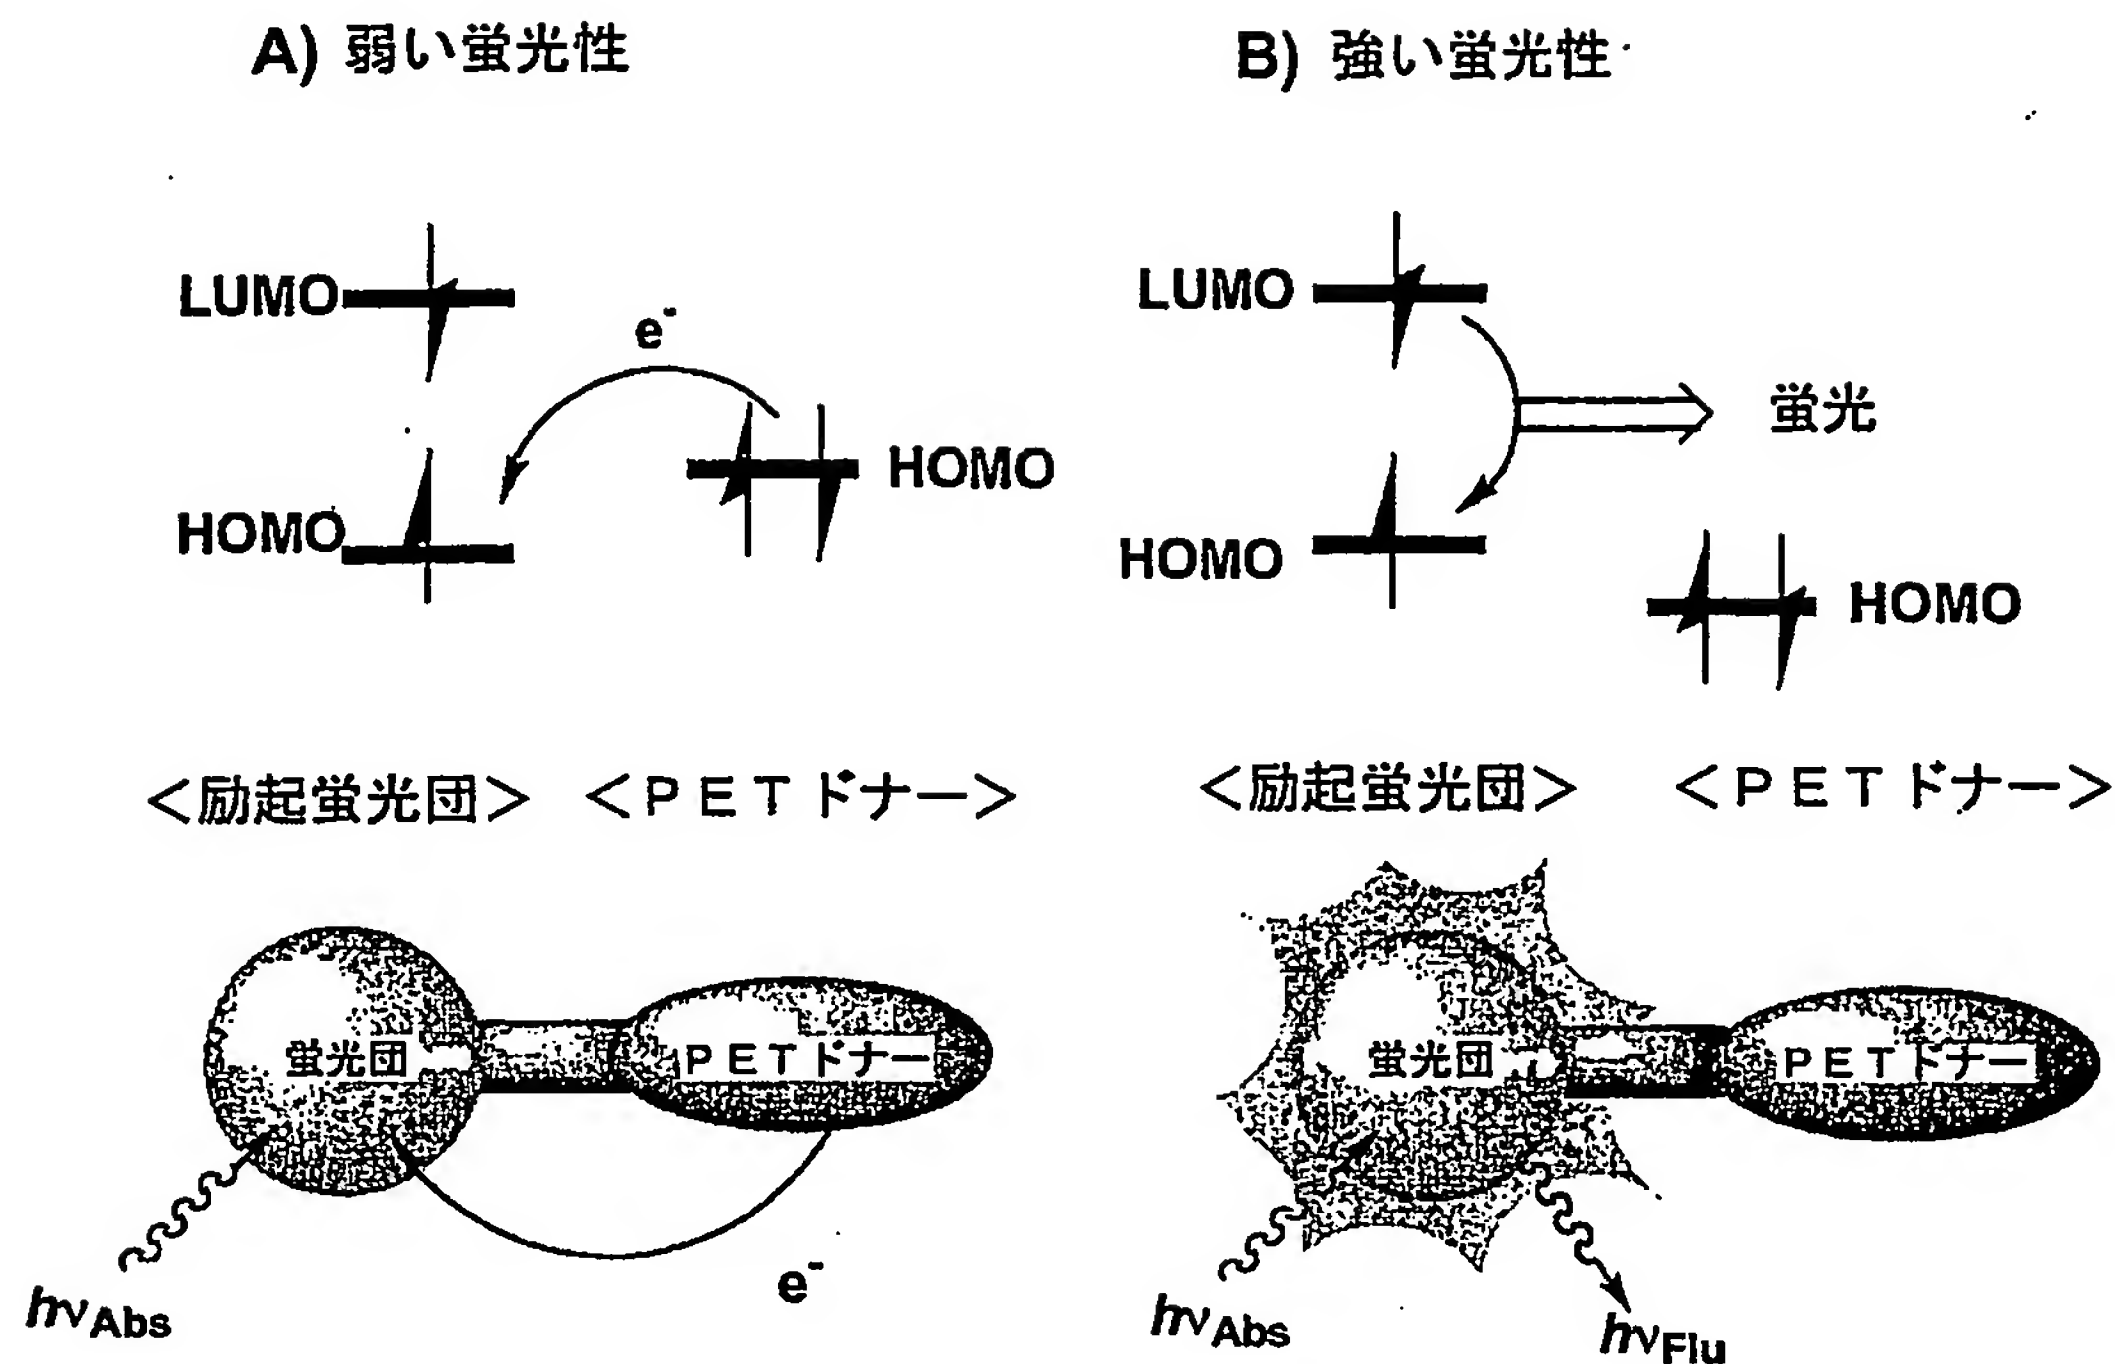 A) 弱い蛍光性
LUMO
e-
HOMO
HOMO
＜励起蛍光団＞ ＜ＰＥＴドナー＞
蛍光団
ＰＥＴドナー
hνAbs
e-
B) 強い蛍光性
LUMO
蛍光
HOMO
HOMO
＜励起蛍光団＞ ＜ＰＥＴドナー＞
蛍光団
ＰＥＴドナー
hνAbs
hνFlu